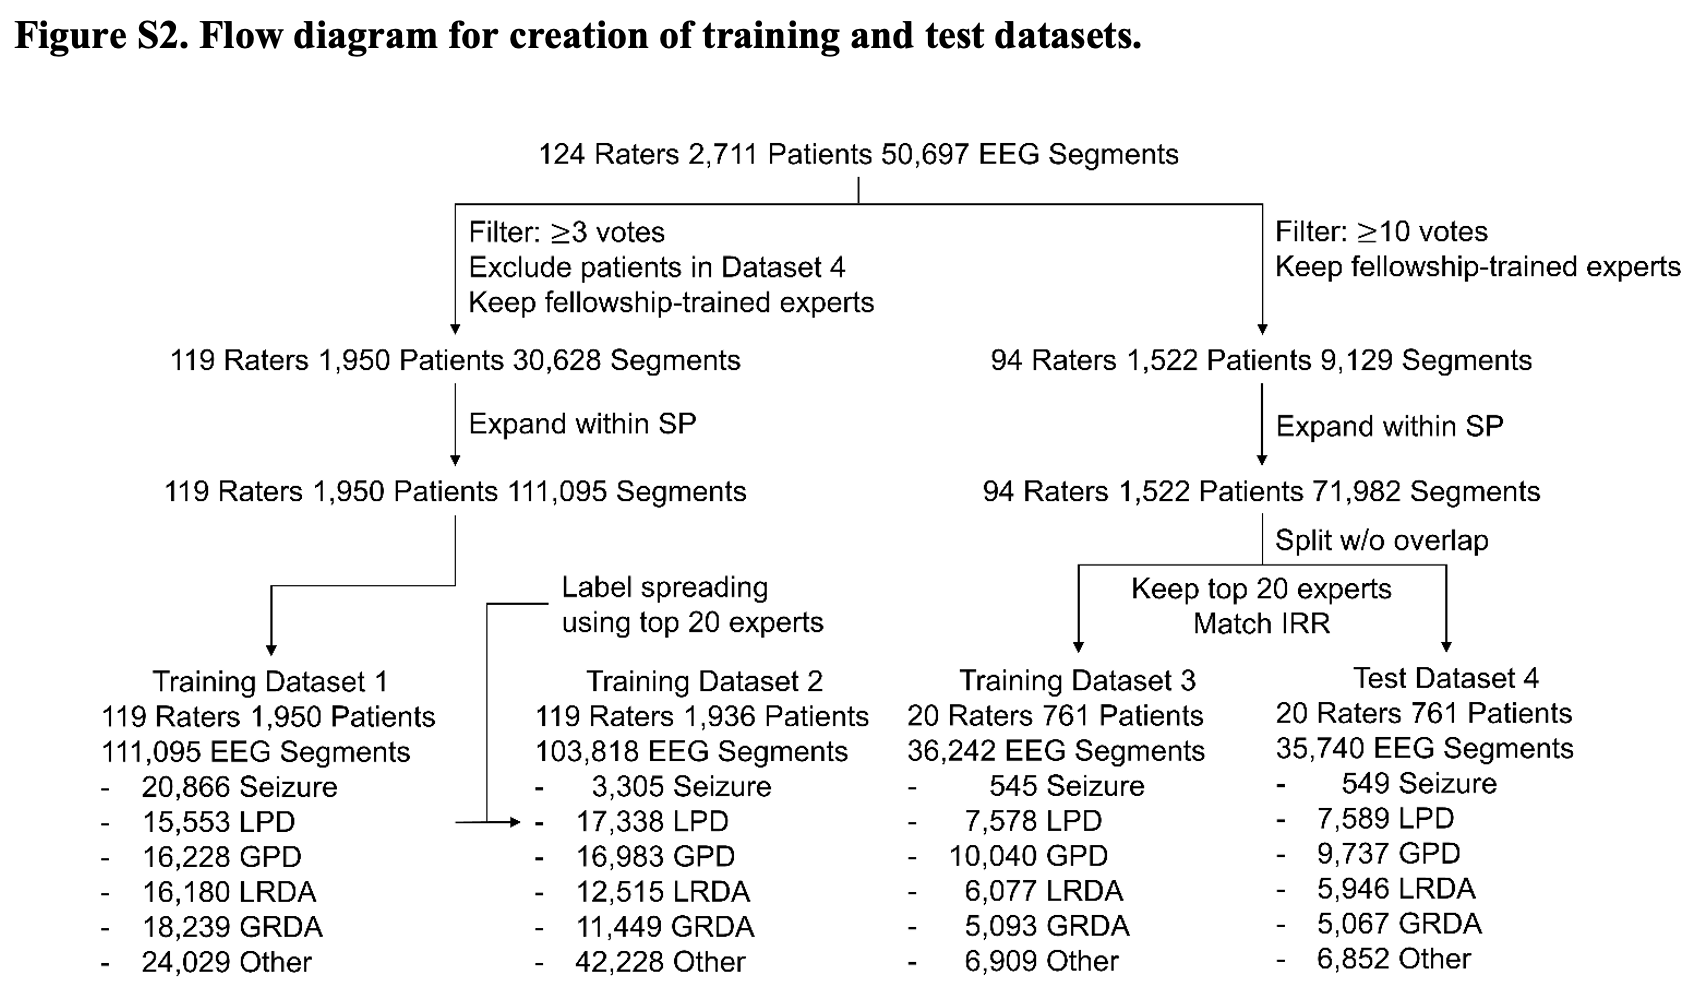 Figure S2. Flow diagram for creation of training and test datasets.
124 Raters 2,711 Patients 50,697 EEG Segments
Filter: ≥3 votes
Exclude patients in Dataset 4
Keep fellowship-trained experts
Filter: ≥10 votes
Keep fellowship-trained experts
119 Raters 1,950 Patients 30,628 Segments
94 Raters 1,522 Patients 9,129 Segments
Expand within SP
Expand within SP
119 Raters 1,950 Patients 111,095 Segments
94 Raters 1,522 Patients 71,982 Segments
Split w/o overlap
Label spreading
using top 20 experts
Keep top 20 experts
Match IRR
Training Dataset 1
119 Raters 1,950 Patients
111,095 EEG Segments
- 20,866 Seizure
- 15,553 LPD
- 16,228 GPD
- 16,180 LRDA
- 18,239 GRDA
- 24,029 Other
Training Dataset 2
119 Raters 1,936 Patients
103,818 EEG Segments
- 3,305 Seizure
- 17,338 LPD
- 16,983 GPD
- 12,515 LRDA
- 11,449 GRDA
- 42,228 Other
Training Dataset 3
20 Raters 761 Patients
36,242 EEG Segments
- 545 Seizure
- 7,578 LPD
- 10,040 GPD
- 6,077 LRDA
- 5,093 GRDA
- 6,909 Other
Test Dataset 4
20 Raters 761 Patients
35,740 EEG Segments
- 549 Seizure
- 7,589 LPD
- 9,737 GPD
- 5,946 LRDA
- 5,067 GRDA
- 6,852 Other